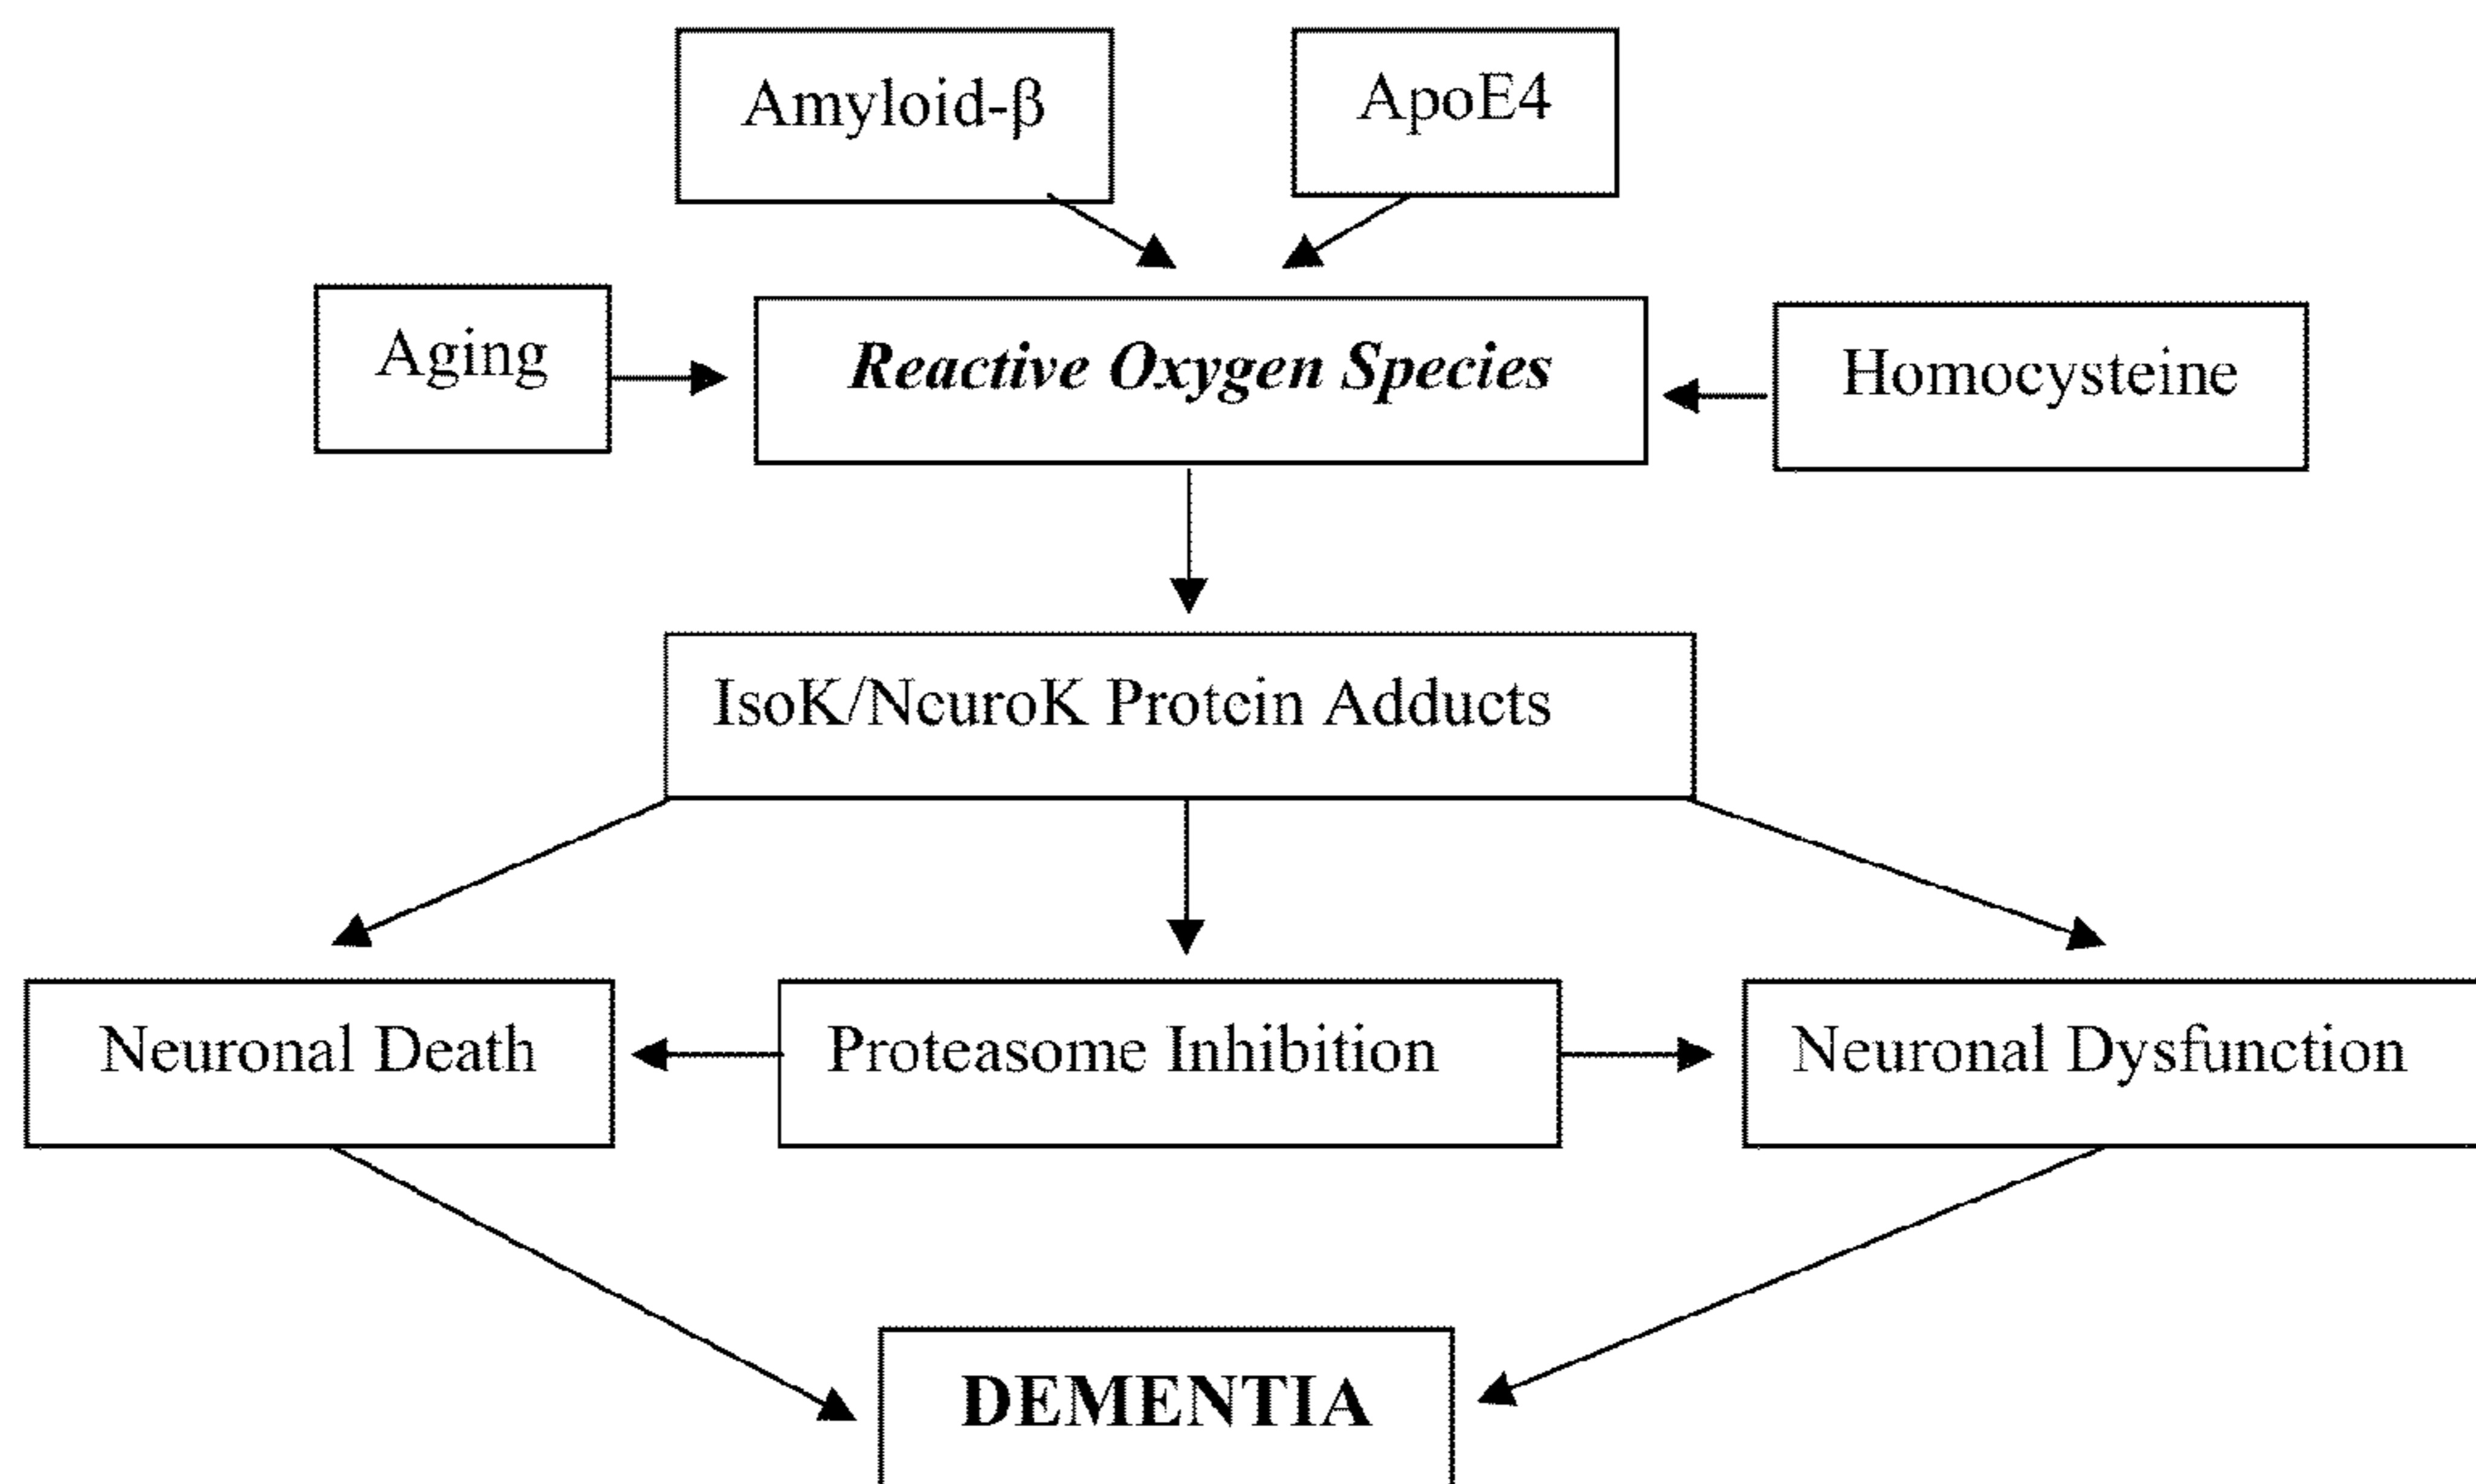 Amyloid-β
ApoE4
Aging
Reactive Oxygen Species
Homocysteine
IsoK/NeuroK Protein Adducts
Neuronal Death
Proteasome Inhibition
Neuronal Dysfunction
DEMENTIA